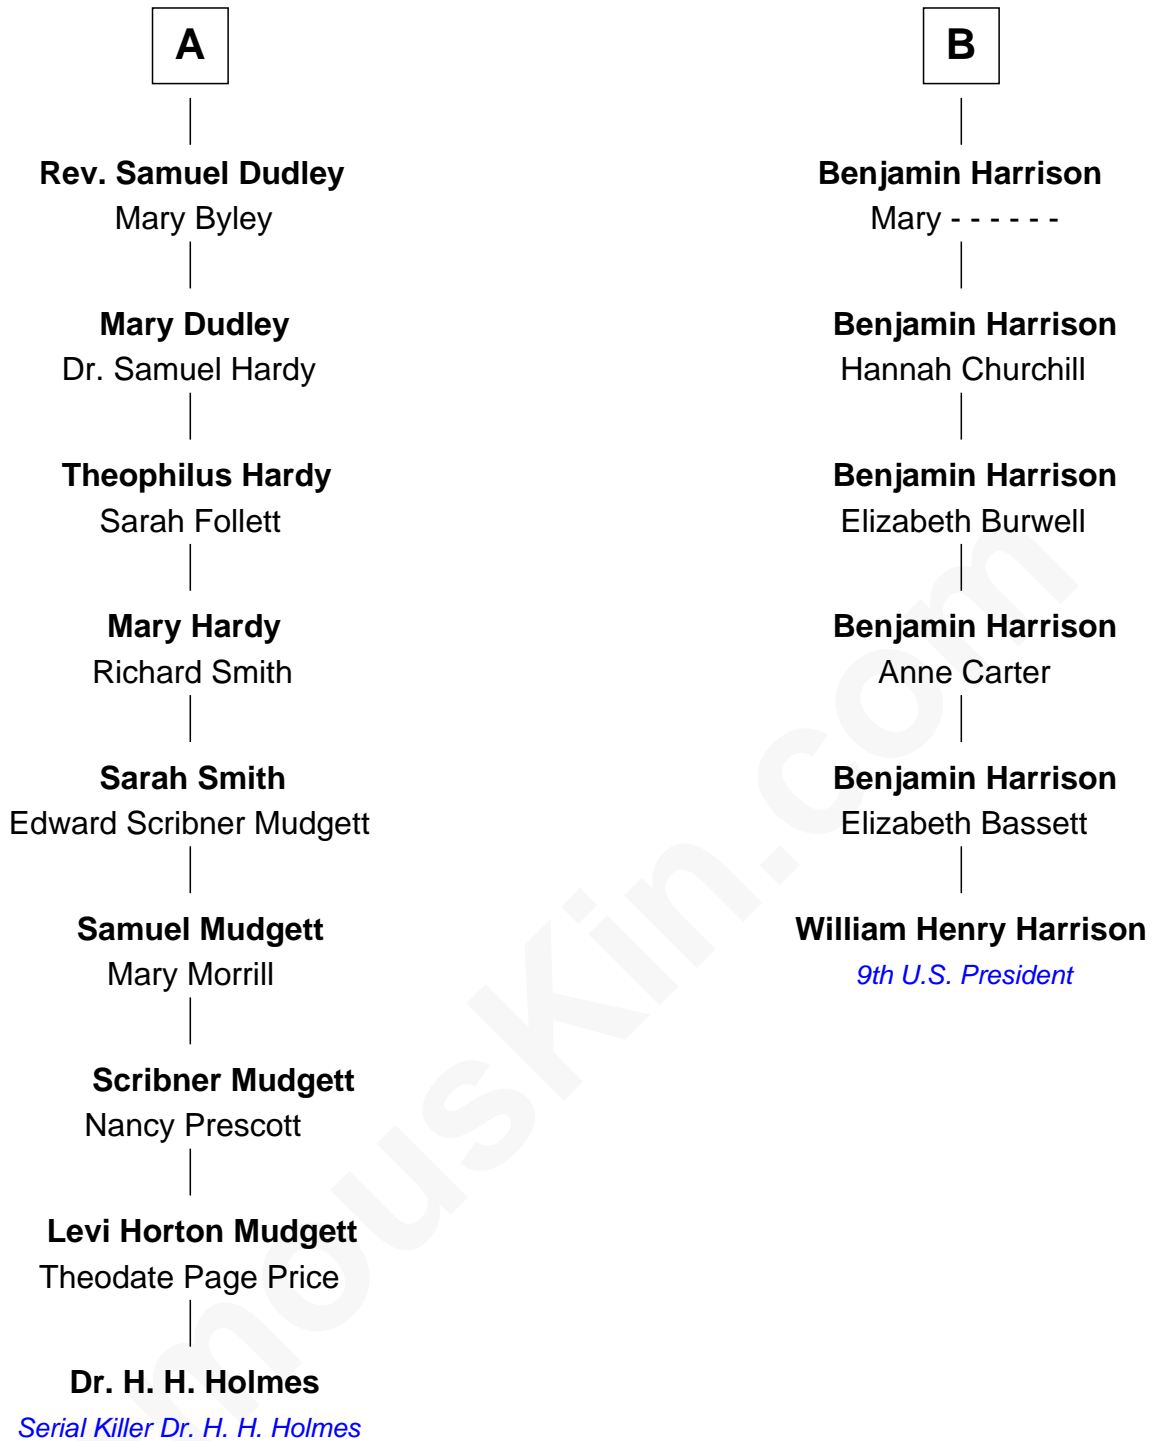 A
Rev. Samuel Dudley
Mary Byley
Mary Dudley
Dr. Samuel Hardy
Theophilus Hardy
Sarah Follett
Mary Hardy
Richard Smith
Sarah Smith
Edward Scribner Mudgett
Samuel Mudgett
Mary Morrill
Scribner Mudgett
Nancy Prescott
Levi Horton Mudgett
Theodate Page Price
Dr. H. H. Holmes
Serial Killer Dr. H. H. Holmes
B
Benjamin Harrison
Mary - - - - - -
Benjamin Harrison
Hannah Churchill
Benjamin Harrison
Elizabeth Burwell
Benjamin Harrison
Anne Carter
Benjamin Harrison
Elizabeth Bassett
William Henry Harrison
9th U.S. President
mousKin.com